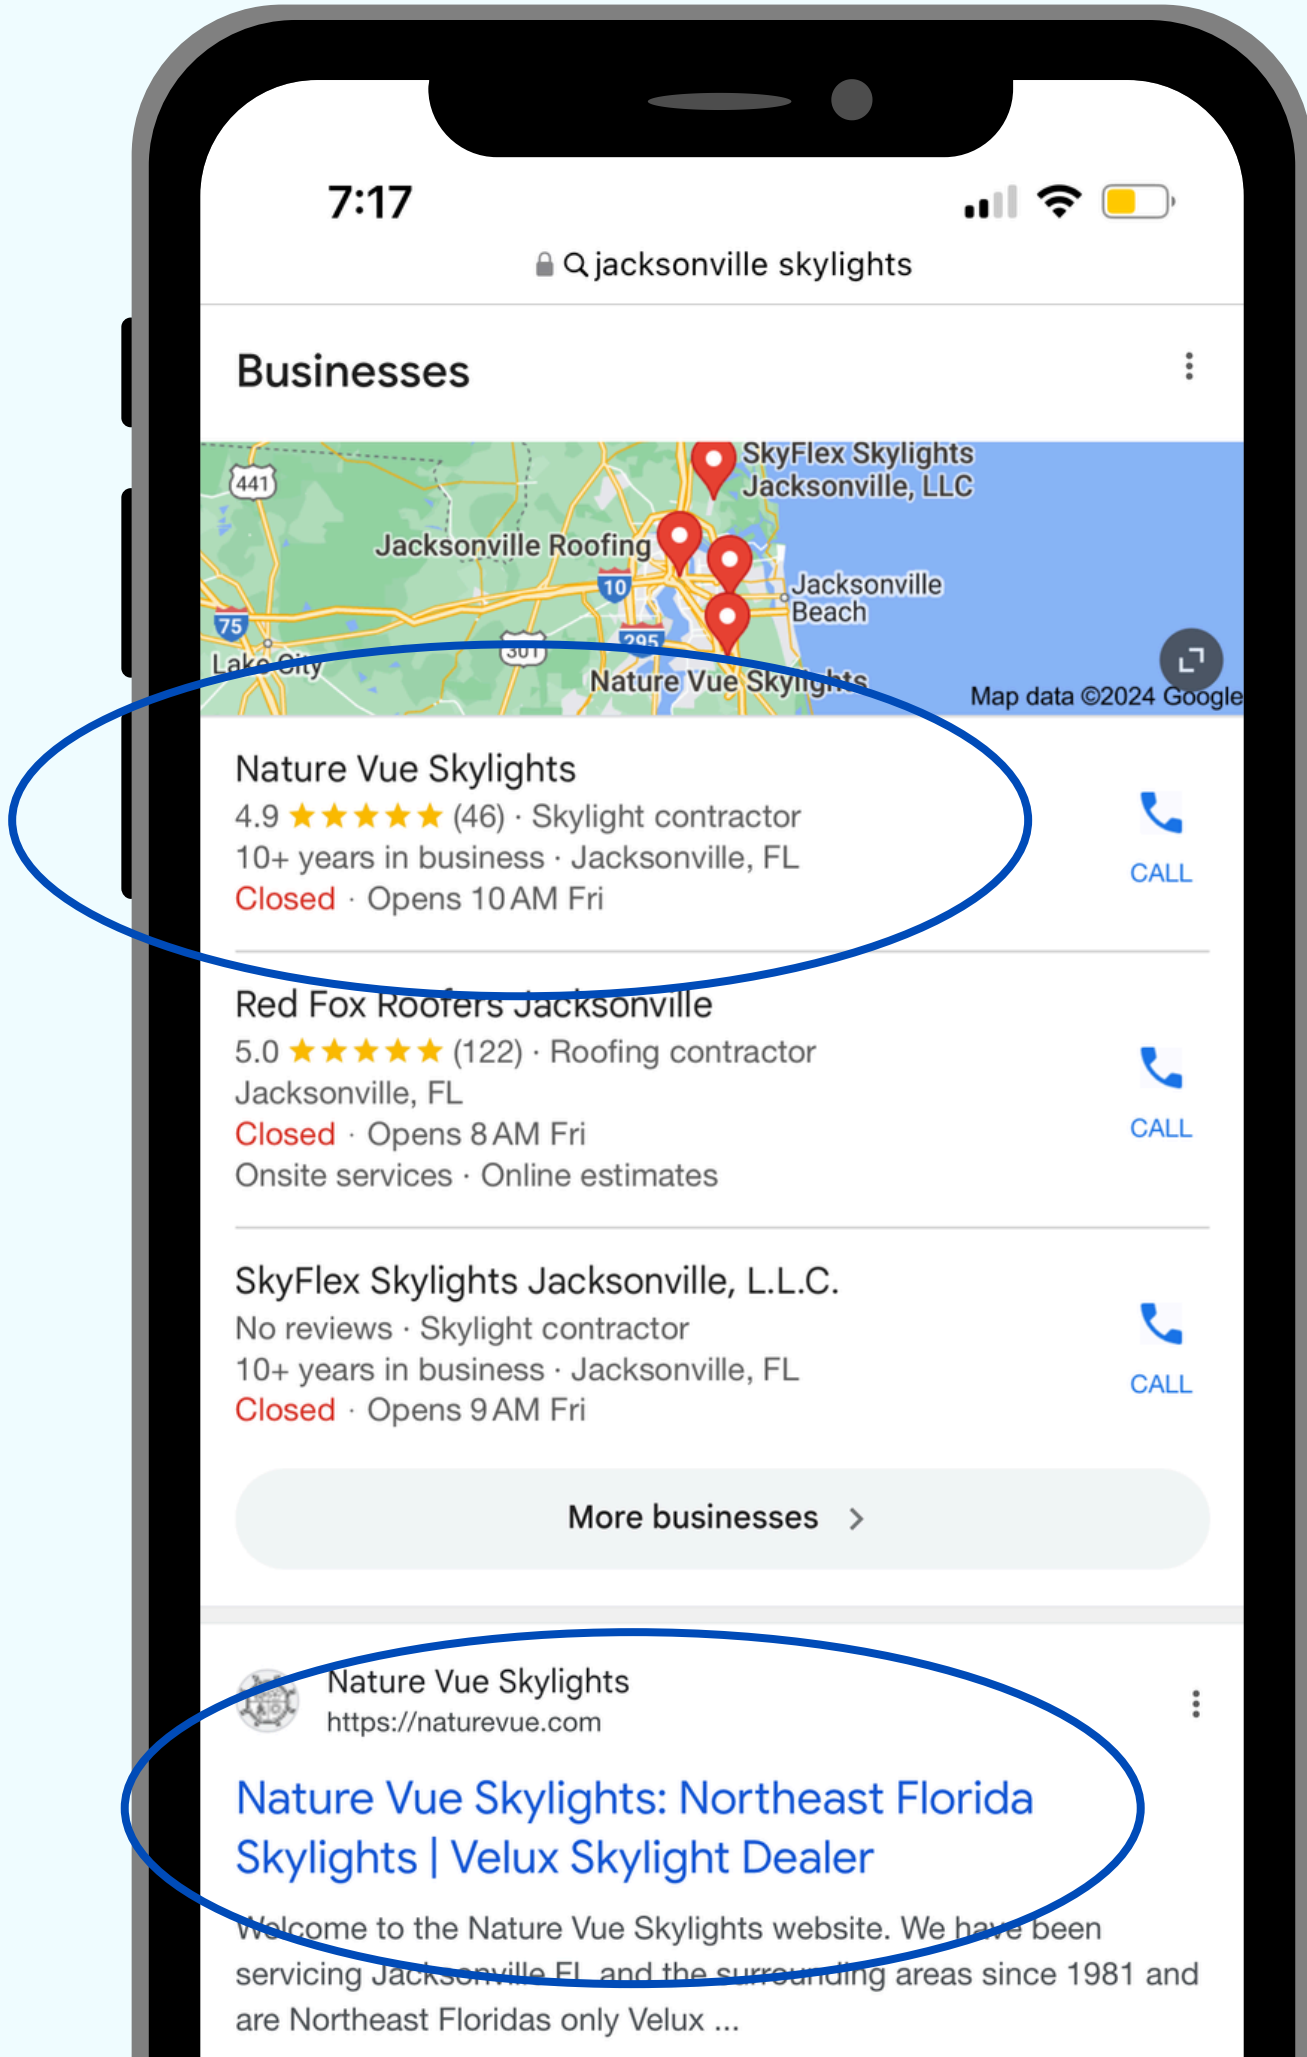 7:17
jacksonville skylights
Businesses
SkyFlex Skylights
Jacksonville, LLC
441
Jacksonville Roofing
10
Jacksonville
Beach
75
301
295
Lake City
Nature Vue Skylights
Map data ©2024 Google
Nature Vue Skylights
4.9 (46) · Skylight contractor
10+ years in business · Jacksonville, FL
CALL
Closed · Opens 10 AM Fri
Red Fox Roofers Jacksonville
5.0 (122) · Roofing contractor
Jacksonville, FL
Closed · Opens 8 AM Fri
CALL
Onsite services · Online estimates
SkyFlex Skylights Jacksonville, L.L.C.
No reviews · Skylight contractor
10+ years in business · Jacksonville, FL
CALL
Closed · Opens 9 AM Fri
More businesses
Nature Vue Skylights
https://naturevue.com
Nature Vue Skylights: Northeast Florida
Skylights | Velux Skylight Dealer
Welcome to the Nature Vue Skylights website. We have been
servicing Jacksonville FL and the surrounding areas since 1981 and
are Northeast Floridas only Velux ...